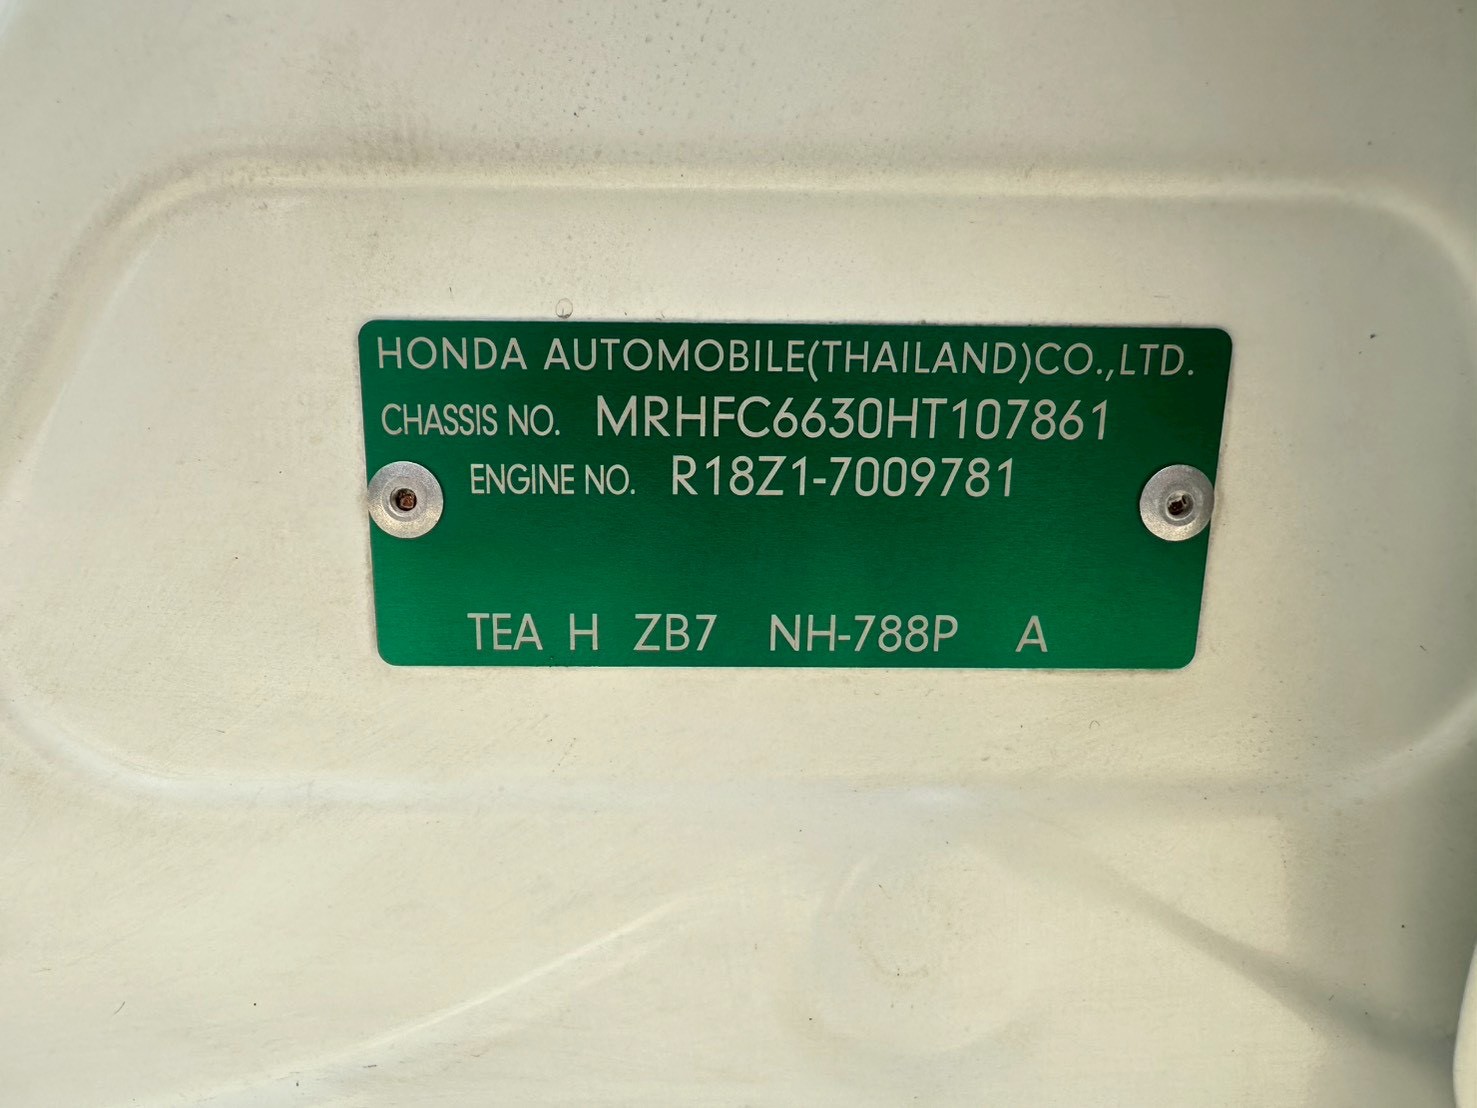 HONDA AUTOMOBILE(THAILAND)CO.,LTD.
CHASSIS NO. MRHFC6630HT107861
ENGINE NO. R18Z1-7009781
TEA H ZB7 NH-788P A